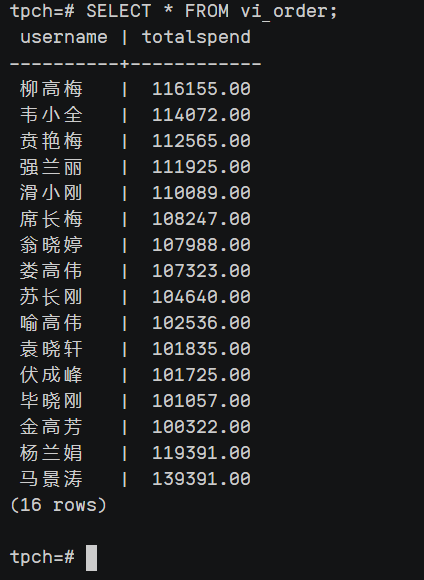 tpch=# SELECT * FROM vi_order;
 username | totalspend
----------+------------
 柳高梅   |  116155.00
 韦小全   |  114072.00
 贲艳梅   |  112565.00
 强兰丽   |  111925.00
 滑小刚   |  110089.00
 席长梅   |  108247.00
 翁晓婷   |  107988.00
 娄高伟   |  107323.00
 苏长刚   |  104640.00
 喻高伟   |  102536.00
 袁晓轩   |  101835.00
 伏成峰   |  101725.00
 毕晓刚   |  101057.00
 金高芳   |  100322.00
 杨兰娟   |  119391.00
 马景涛   |  139391.00
(16 rows)
tpch=#